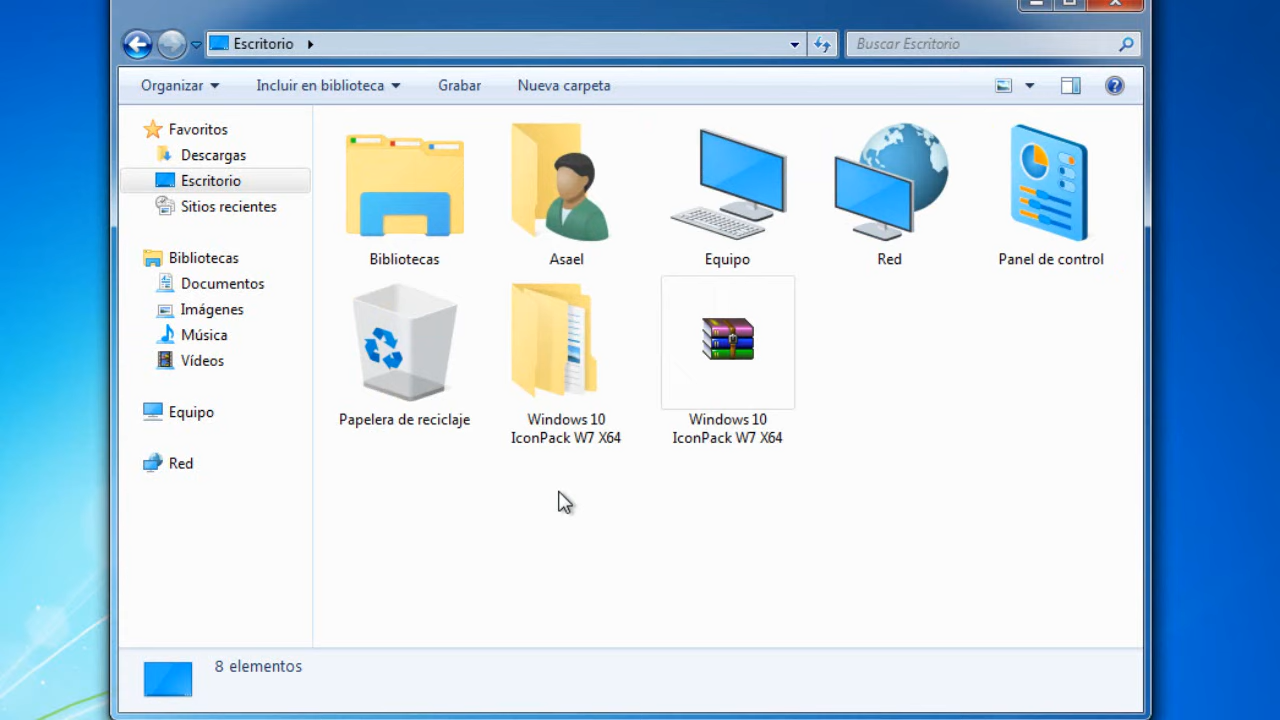 Escritorio
Buscar Escritorio
Organizar
Incluir en biblioteca
Grabar
Nueva carpeta
Favoritos
Descargas
Escritorio
Sitios recientes
Bibliotecas
Documentos
Imágenes
Música
Vídeos
Equipo
Red
Bibliotecas
Asael
Equipo
Red
Panel de control
Papelera de reciclaje
Windows 10
IconPack W7 X64
Windows 10
IconPack W7 X64
8 elementos